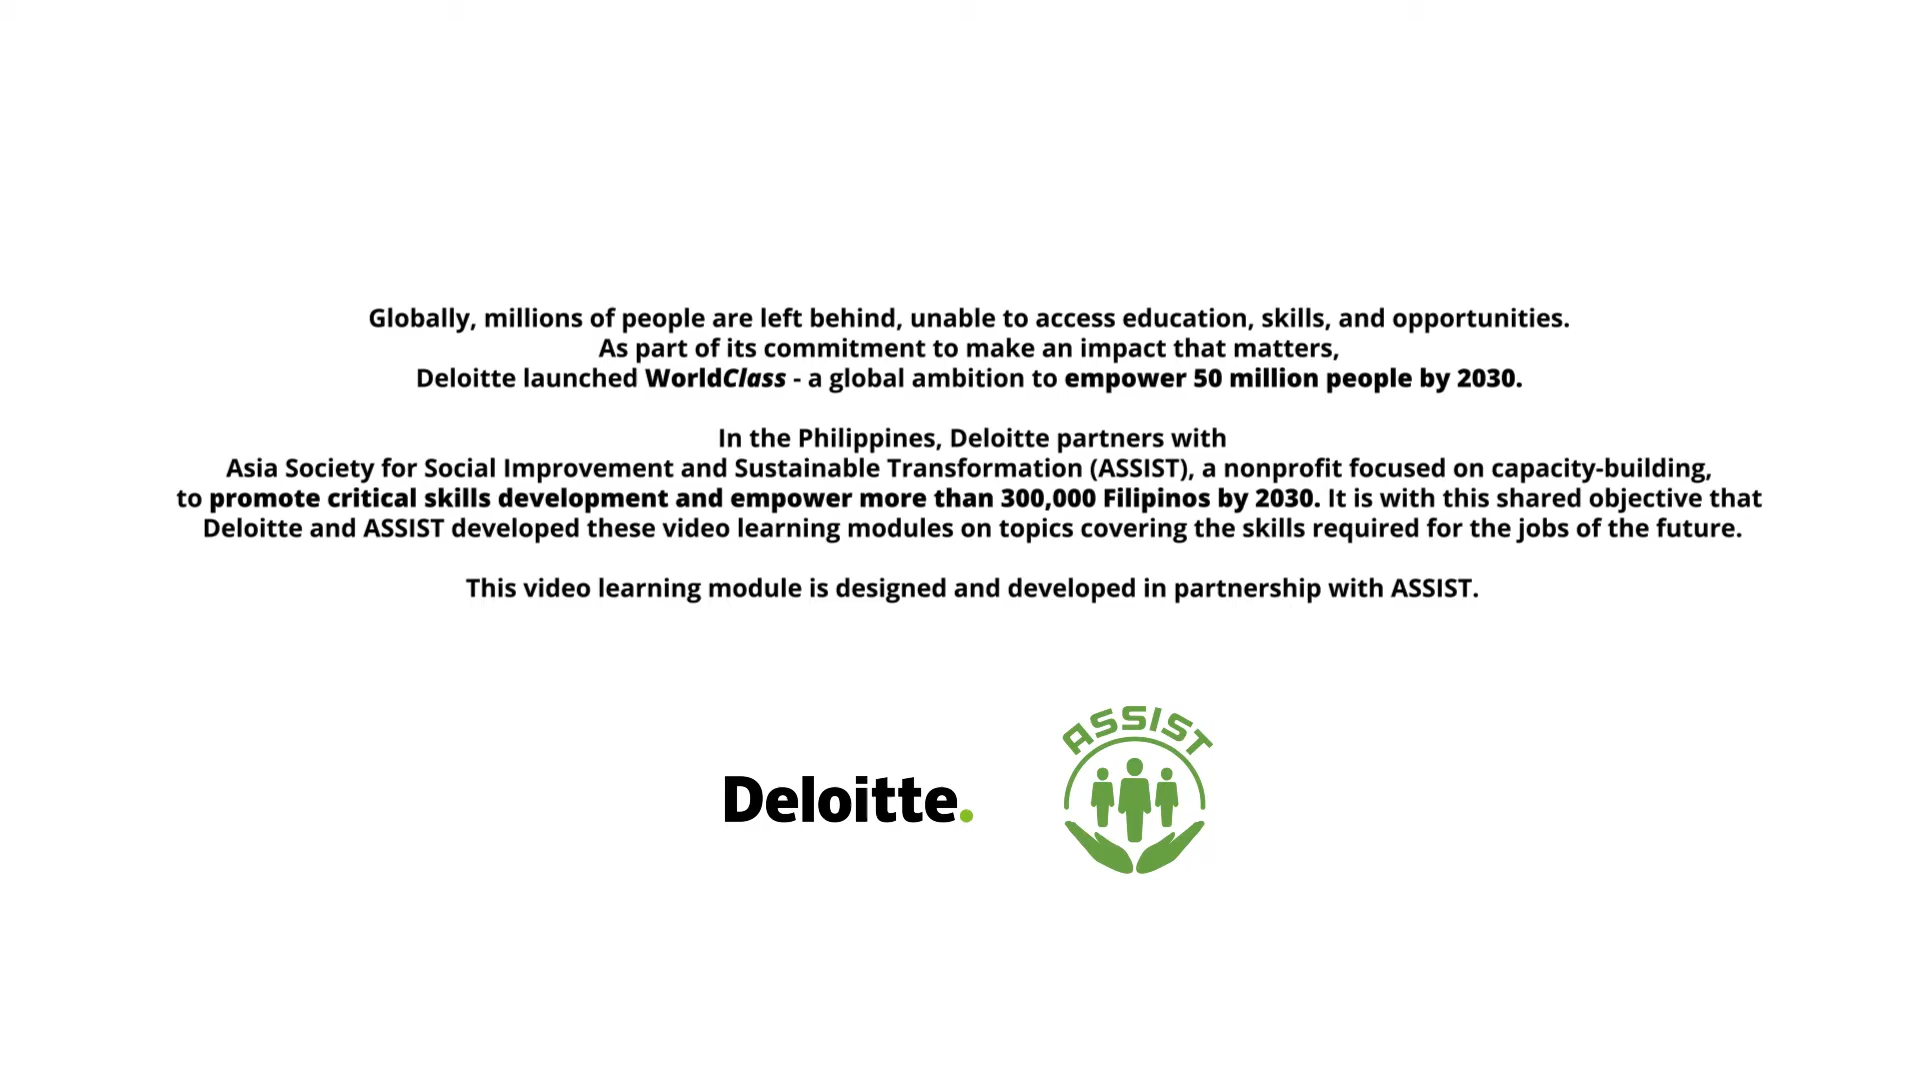 Globally, millions of people are left behind, unable to access education, skills, and opportunities.
As part of its commitment to make an impact that matters,
Deloitte launched WorldClass - a global ambition to empower 50 million people by 2030.
In the Philippines, Deloitte partners with
Asia Society for Social Improvement and Sustainable Transformation (ASSIST), a nonprofit focused on capacity-building,
to promote critical skills development and empower more than 300,000 Filipinos by 2030. It is with this shared objective that
Deloitte and ASSIST developed these video learning modules on topics covering the skills required for the jobs of the future.
This video learning module is designed and developed in partnership with ASSIST.
Deloitte.
ASSIST